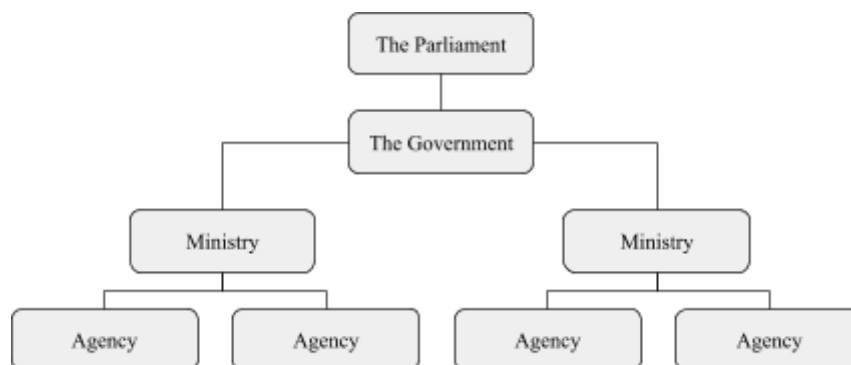 The Parliament
The Government
Ministry
Ministry
Agency
Agency
Agency
Agency